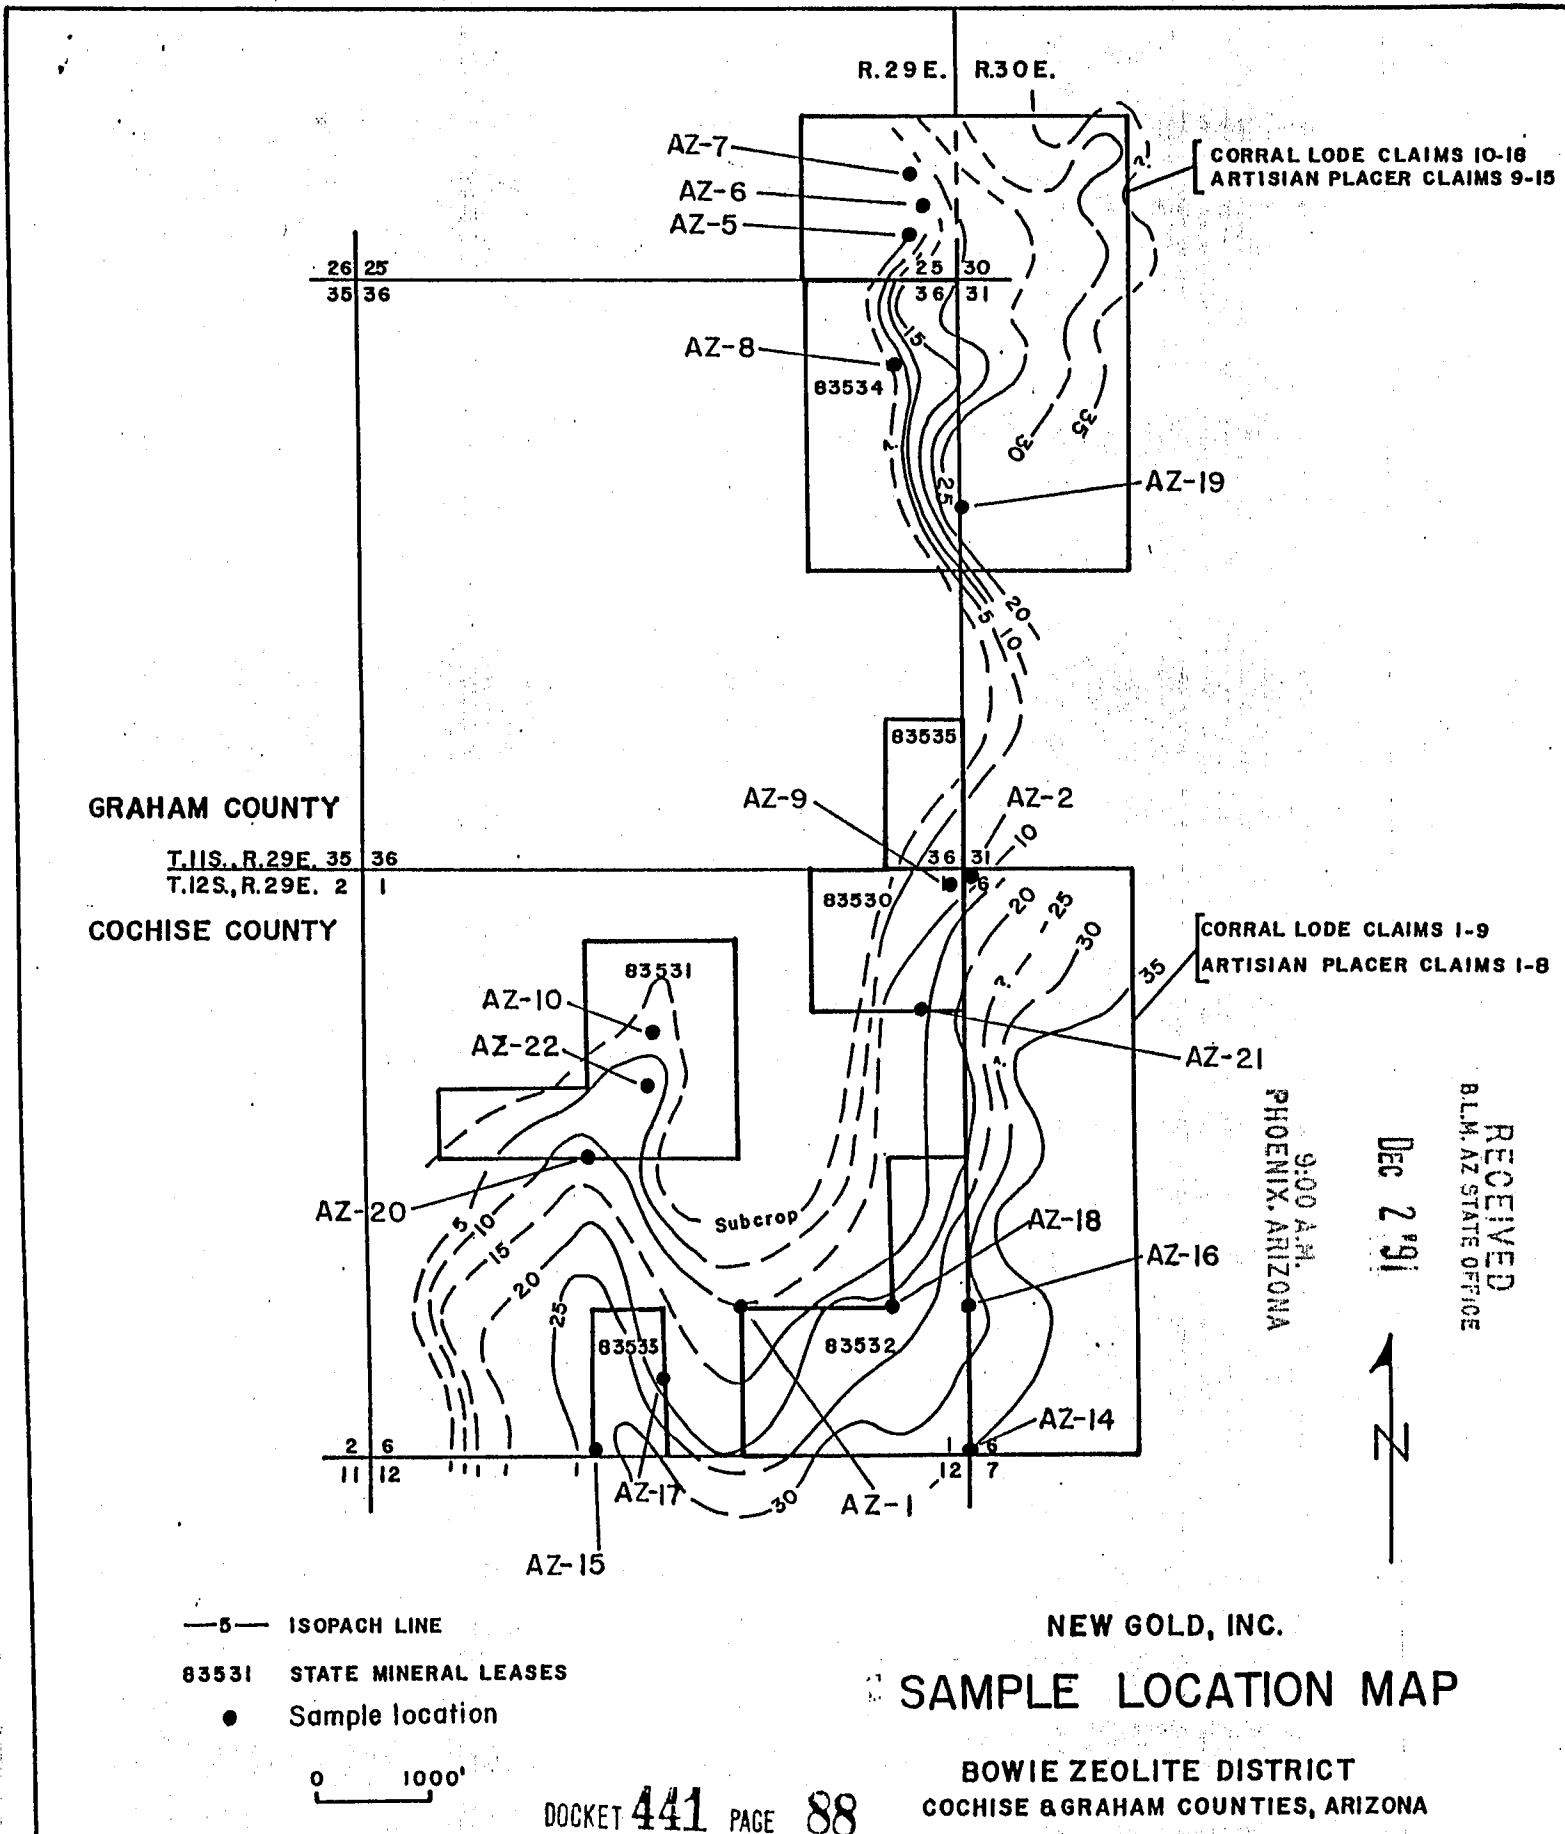 R.29E. R.30E.
AZ-7
AZ-6
AZ-5
CORRAL LODE CLAIMS 10-18
ARTISIAN PLACER CLAIMS 9-15
?
26 25
35 36
25 30
36 31
15
AZ-8
83534
?
35
30
25
AZ-19
20
5
10
83535
AZ-9
AZ-2
GRAHAM COUNTY
10
T.11S., R.29E. 35 36
36 31
T.12S., R.29E. 2 1
1 6
83530
COCHISE COUNTY
20
25
30
CORRAL LODE CLAIMS 1-9
ARTISIAN PLACER CLAIMS 1-8
35
83531
?
AZ-10
AZ-22
?
AZ-21
AZ-20
Subcrop
5
10
15
20
25
AZ-18
AZ-16
83533
83532
AZ-14
2 6
11 12
1 6
12 7
AZ-17
30
AZ-1
AZ-15
RECEIVED
B.L.M. AZ STATE OFFICE
DEC 2 '91
9:00 A.M.
PHOENIX, ARIZONA
N
—5— ISOPACH LINE
83531 STATE MINERAL LEASES
Sample location
0 1000'
NEW GOLD, INC.
SAMPLE LOCATION MAP
BOWIE ZEOLITE DISTRICT
COCHISE & GRAHAM COUNTIES, ARIZONA
DOCKET 441 PAGE 88